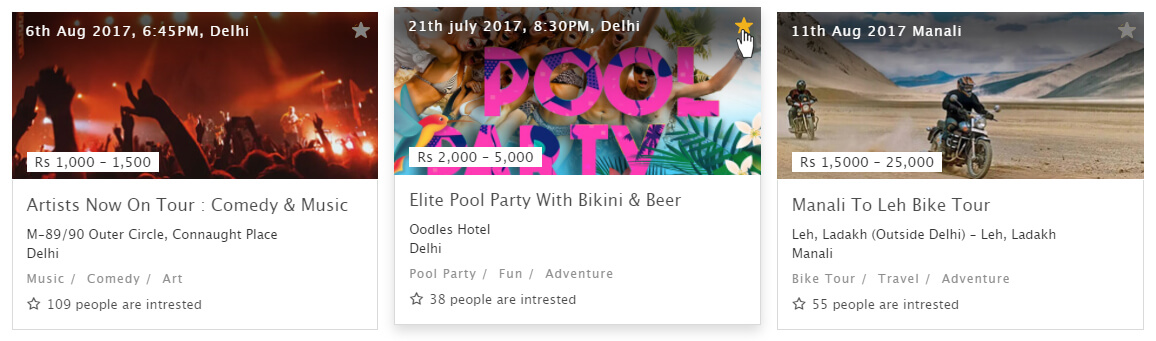 6th Aug 2017, 6:45PM, Delhi
Rs 1,000 – 1,500
Artists Now On Tour : Comedy & Music
M-89/90 Outer Circle, Connaught Place
Delhi
Music / Comedy / Art
109 people are intrested
21th july 2017, 8:30PM, Delhi
POOL
PARTY
Rs 2,000 – 5,000
Elite Pool Party With Bikini & Beer
Oodles Hotel
Delhi
Pool Party / Fun / Adventure
38 people are intrested
11th Aug 2017 Manali
Rs 1,5000 – 25,000
Manali To Leh Bike Tour
Leh, Ladakh (Outside Delhi) – Leh, Ladakh
Manali
Bike Tour / Travel / Adventure
55 people are intrested